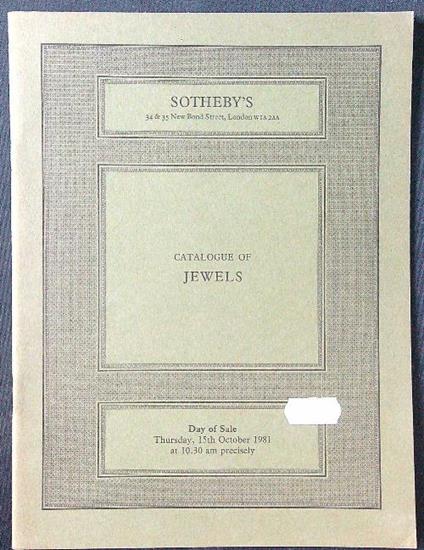 SOTHEBY'S
34 & 35 New Bond Street, London W1A 2AA
CATALOGUE OF
JEWELS
Day of Sale
Thursday, 15th October 1981
at 10.30 am precisely